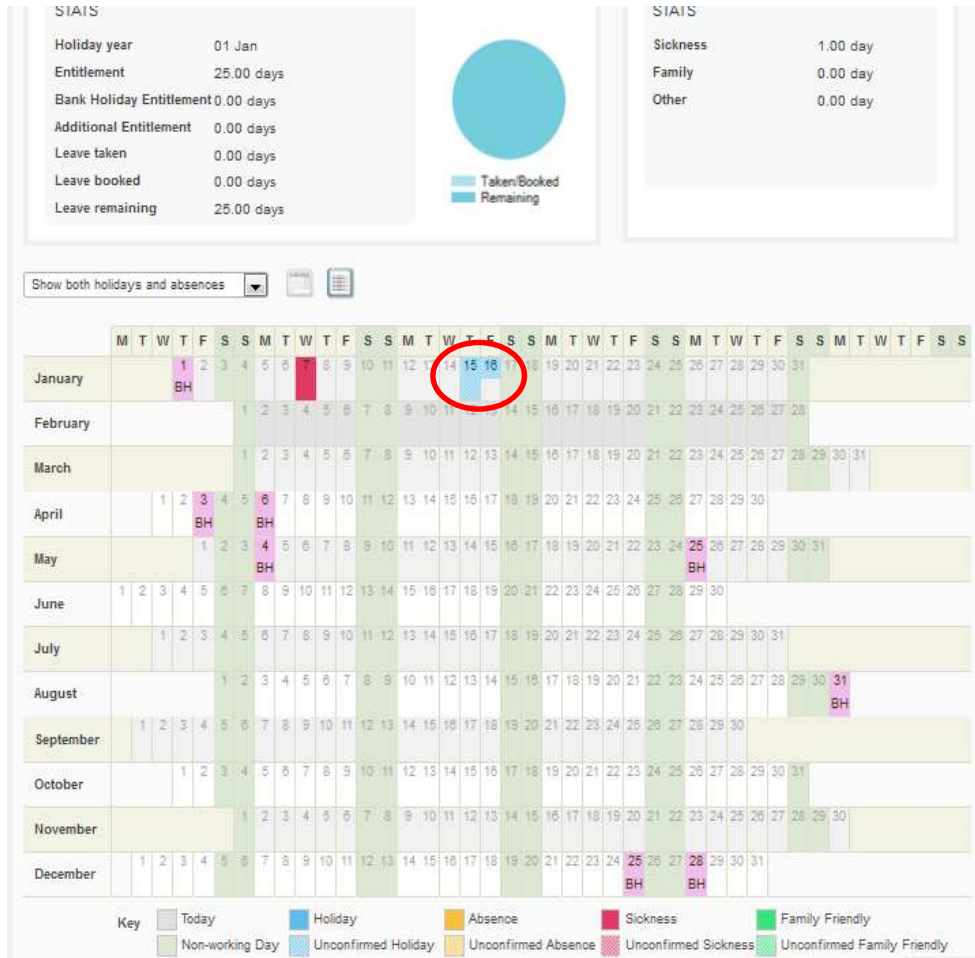 STATS STATS
Holiday year 01 Jan
Entitlement 25.00 days
Bank Holiday Entitlement 0.00 days
Additional Entitlement 0.00 days
Leave taken 0.00 days
Leave booked 0.00 days
Leave remaining 25.00 days
Taken/Booked
Remaining
Sickness 1.00 day
Family 0.00 day
Other 0.00 day
Show both holidays and absences
M T W T F S S M T W T F S S M T W T F S S M T W T F S S M T W T F S S M T W T F S S
January 1 2 3 4 5 6 7 8 9 10 11 12 13 14 15 16 17 18 19 20 21 22 23 24 25 26 27 28 29 30 31
BH
February 1 2 3 4 5 6 7 8 9 10 11 12 13 14 15 16 17 18 19 20 21 22 23 24 25 26 27 28
March 1 2 3 4 5 6 7 8 9 10 11 12 13 14 15 16 17 18 19 20 21 22 23 24 25 26 27 28 29 30 31
April 1 2 3 4 5 6 7 8 9 10 11 12 13 14 15 16 17 18 19 20 21 22 23 24 25 26 27 28 29 30
BH BH
May 1 2 3 4 5 6 7 8 9 10 11 12 13 14 15 16 17 18 19 20 21 22 23 24 25 26 27 28 29 30 31
BH BH
June 1 2 3 4 5 6 7 8 9 10 11 12 13 14 15 16 17 18 19 20 21 22 23 24 25 26 27 28 29 30
July 1 2 3 4 5 6 7 8 9 10 11 12 13 14 15 16 17 18 19 20 21 22 23 24 25 26 27 28 29 30 31
August 1 2 3 4 5 6 7 8 9 10 11 12 13 14 15 16 17 18 19 20 21 22 23 24 25 26 27 28 29 30 31
BH
September 1 2 3 4 5 6 7 8 9 10 11 12 13 14 15 16 17 18 19 20 21 22 23 24 25 26 27 28 29 30
October 1 2 3 4 5 6 7 8 9 10 11 12 13 14 15 16 17 18 19 20 21 22 23 24 25 26 27 28 29 30 31
November 1 2 3 4 5 6 7 8 9 10 11 12 13 14 15 16 17 18 19 20 21 22 23 24 25 26 27 28 29 30
December 1 2 3 4 5 6 7 8 9 10 11 12 13 14 15 16 17 18 19 20 21 22 23 24 25 26 27 28 29 30 31
BH BH
Key Today Holiday Absence Sickness Family Friendly
Non-working Day Unconfirmed Holiday Unconfirmed Absence Unconfirmed Sickness Unconfirmed Family Friendly